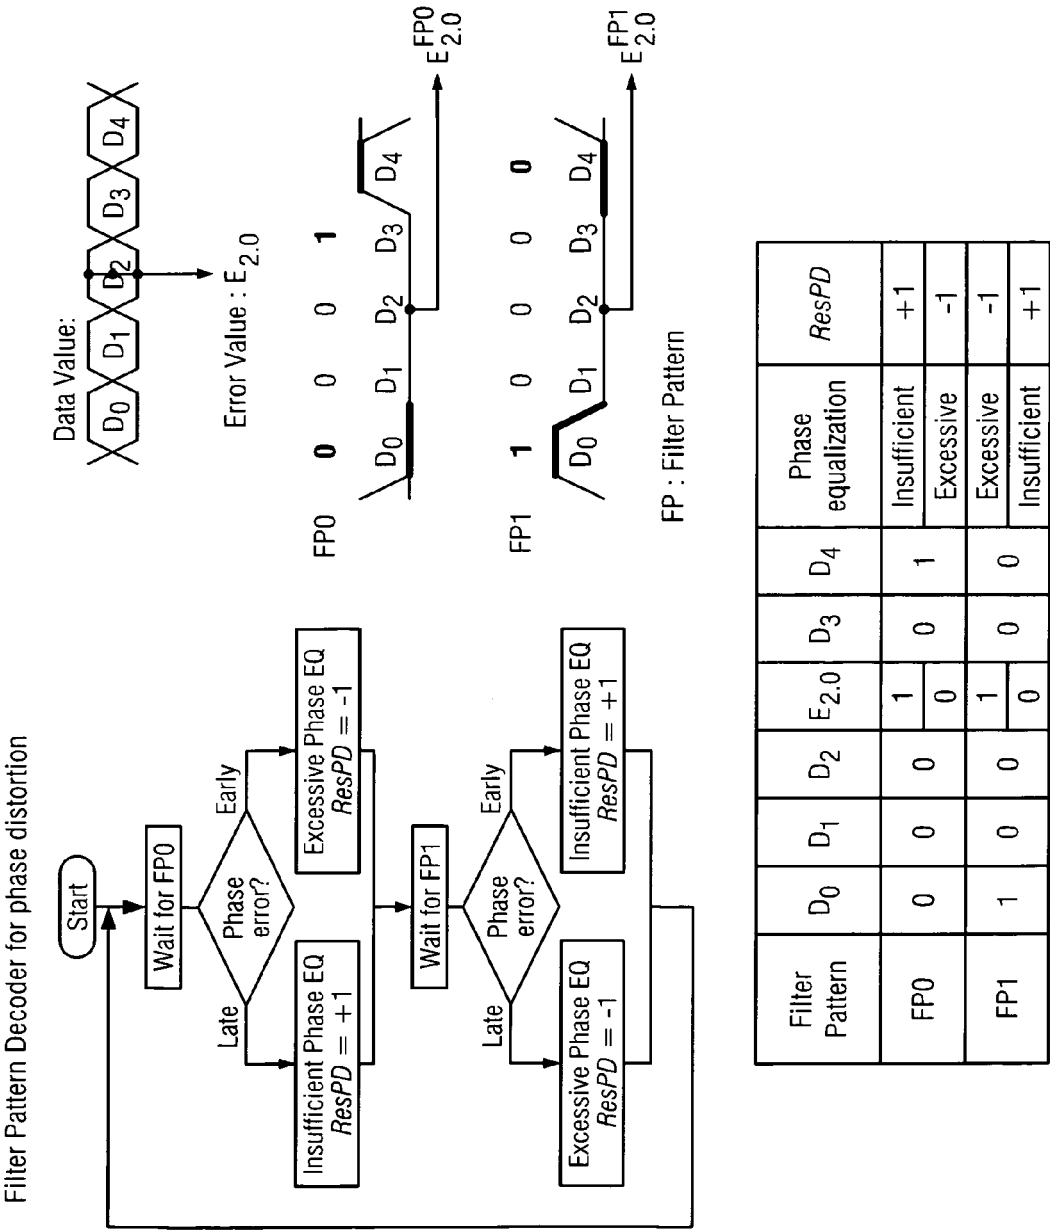 Filter Pattern Decoder for phase distortion
Start
Wait for FP0
Phase
error?
Late
Early
Insufficient Phase EQ
ResPD = +1
Excessive Phase EQ
ResPD = -1
Wait for FP1
Phase
error?
Late
Early
Excessive Phase EQ
ResPD = -1
Insufficient Phase EQ
ResPD = +1
Data Value:
D0 D1 D2 D3 D4
Error Value : E2.0
FP0 0 0 0 0 1
D0 D1 D2 D3 D4
E2.0 FP0
FP1 1 0 0 0 0
D0 D1 D2 D3 D4
E2.0 FP1
FP : Filter Pattern
Filter Pattern D0 D1 D2 E2.0 D3 D4 Phase equalization ResPD
FP0 0 0 0 1 0 1 Insufficient +1
0 Excessive -1
FP1 1 0 0 1 0 0 Excessive -1
0 Insufficient +1